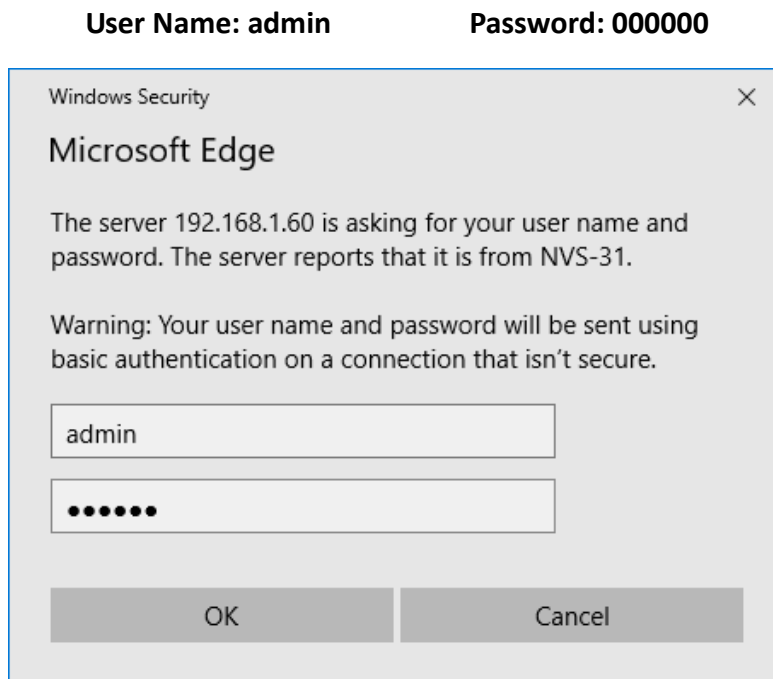 User Name: admin Password: 000000
Windows Security
Microsoft Edge
The server 192.168.1.60 is asking for your user name and
password. The server reports that it is from NVS-31.
Warning: Your user name and password will be sent using
basic authentication on a connection that isn’t secure.
admin
●●●●●●
OK Cancel